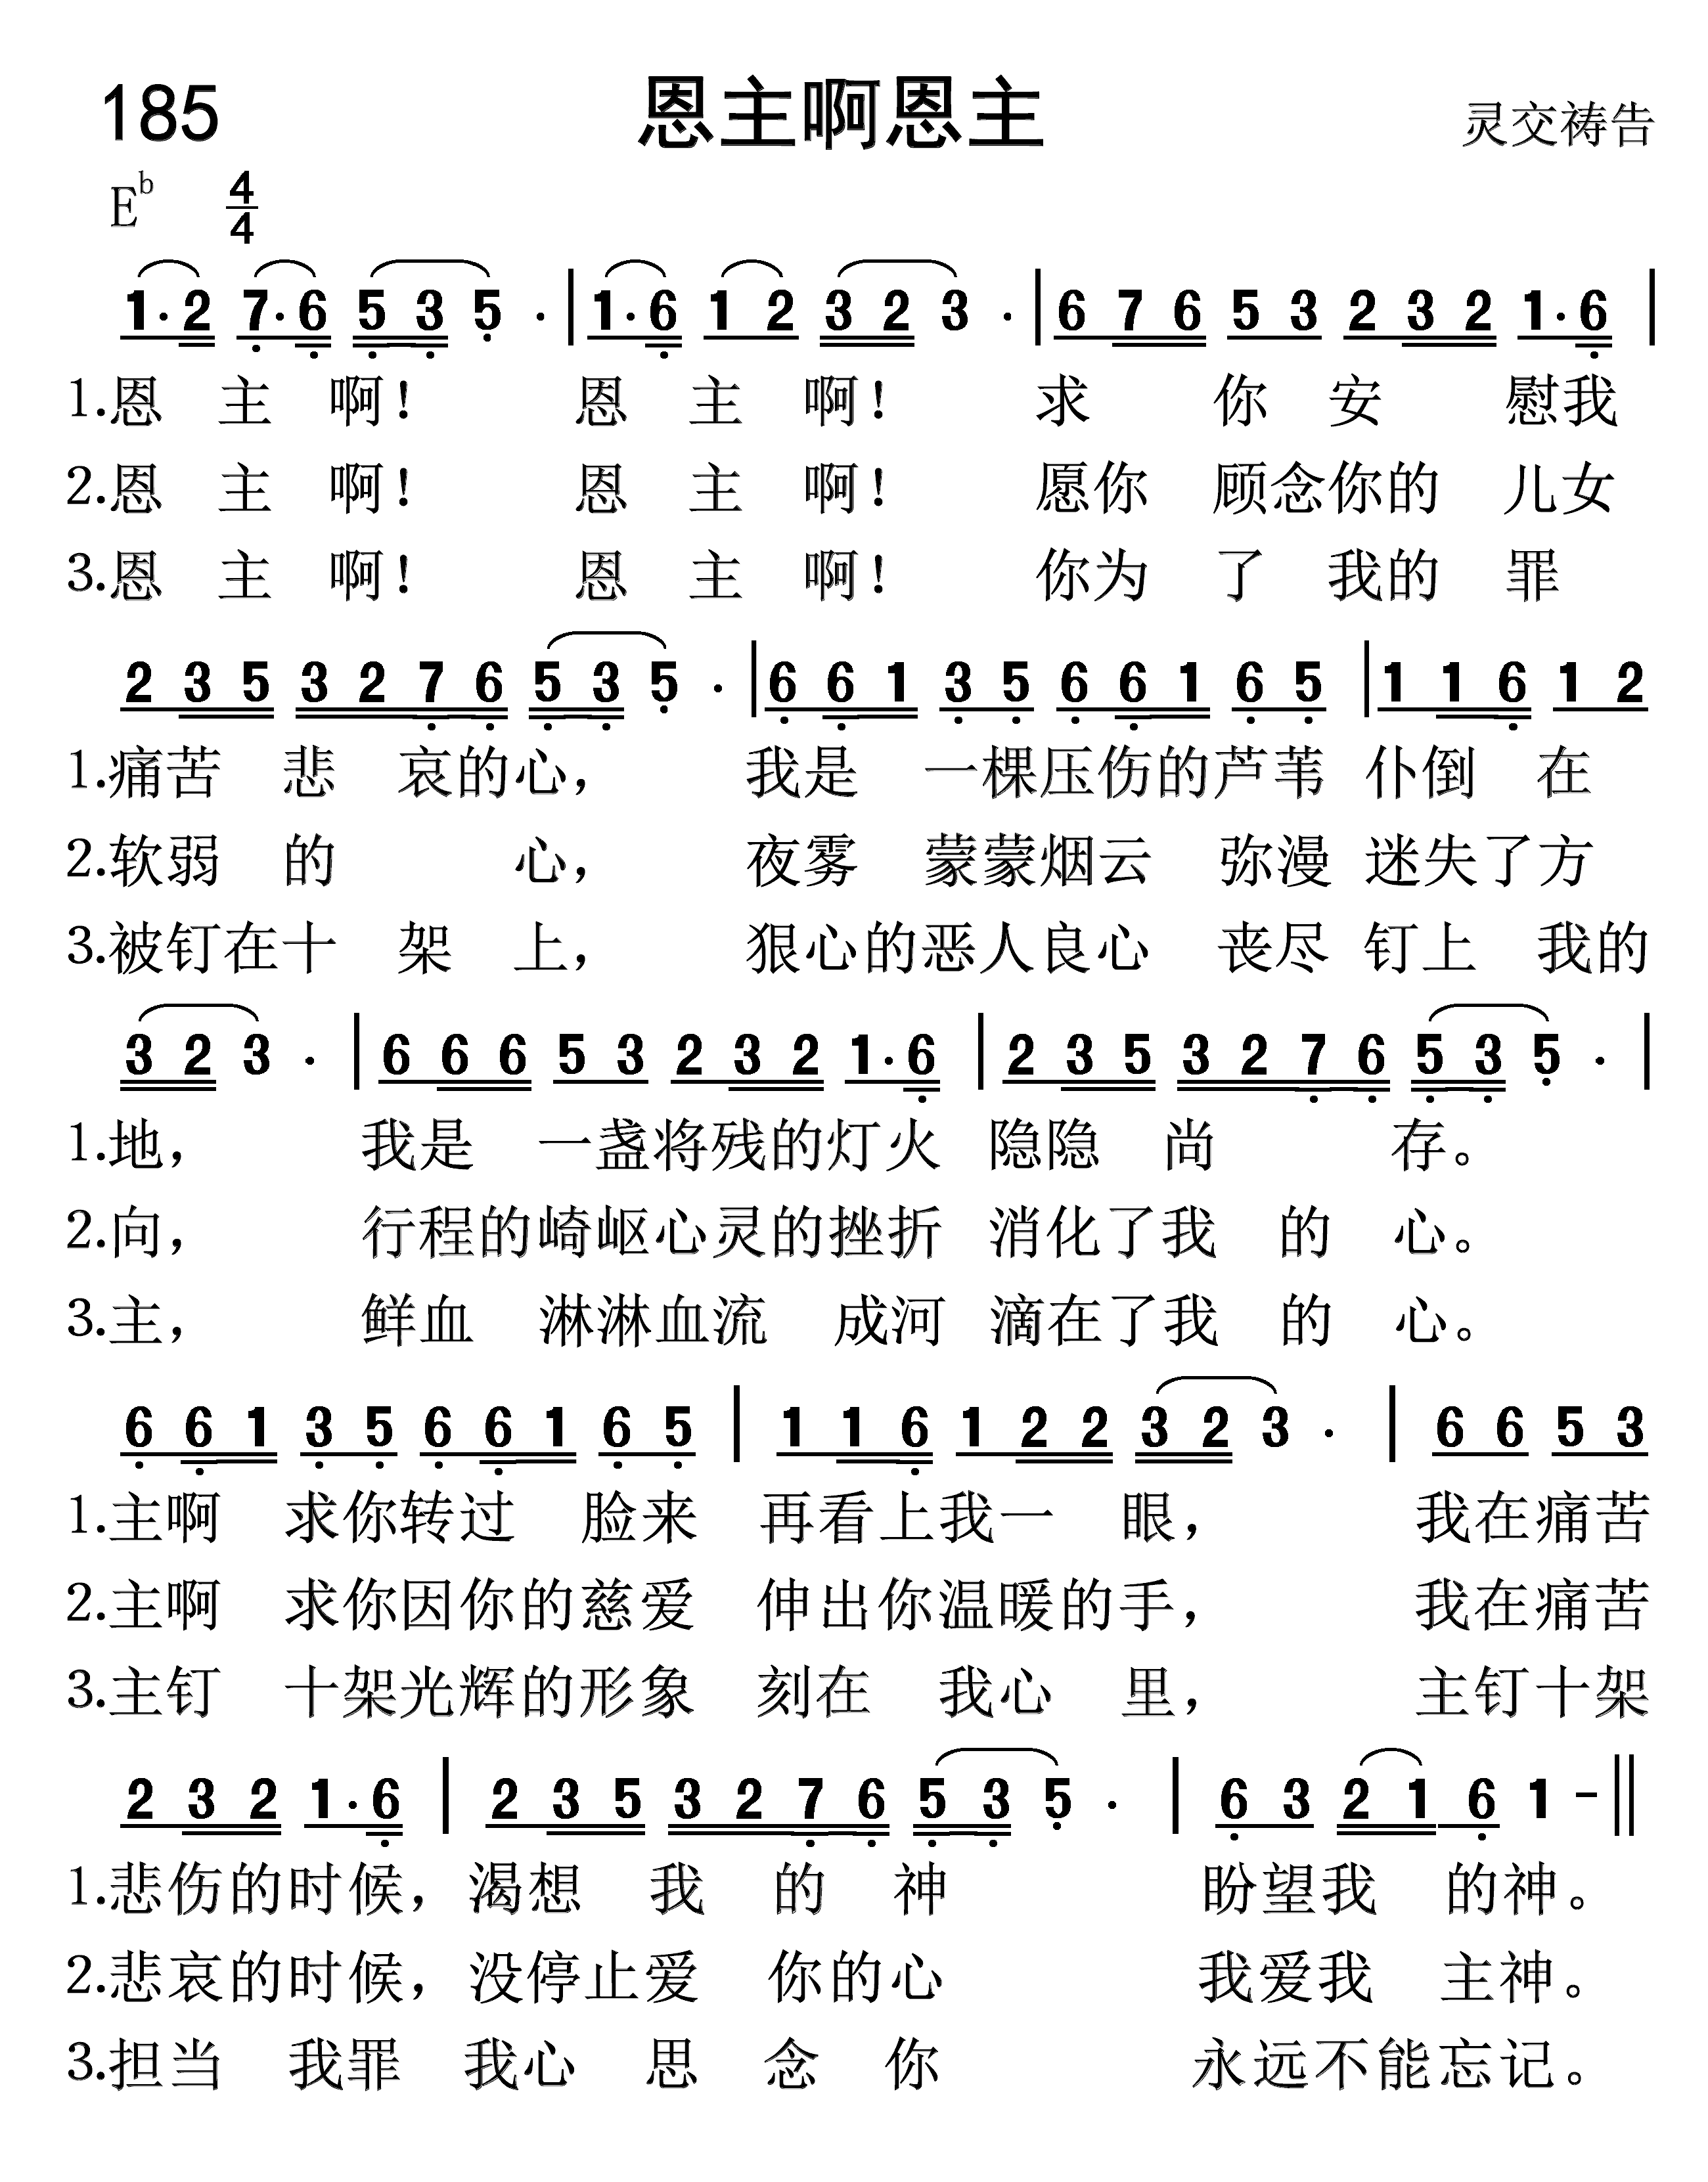 185 恩主啊恩主 灵交祷告
E♭ 4/4
1·2 7·6 5 3 5 · | 1·6 1 2 3 2 3 · | 6 7 6 5 3 2 3 2 1·6 |
1.恩 主 啊! 恩 主 啊! 求 你 安 慰我
2.恩 主 啊! 恩 主 啊! 愿你 顾念你的 儿女
3.恩 主 啊! 恩 主 啊! 你为 了 我的 罪
2 3 5 3 2 7 6 5 3 5 · | 6 6 1 3 5 6 6 1 6 5 | 1 1 6 1 2
1.痛苦 悲 哀的心, 我是 一棵压伤的芦苇 仆倒 在
2.软弱 的 心, 夜雾 蒙蒙烟云 弥漫 迷失了方
3.被钉在十 架 上, 狠心的恶人良心 丧尽 钉上 我的
3 2 3 · | 6 6 6 5 3 2 3 2 1·6 | 2 3 5 3 2 7 6 5 3 5 · |
1.地, 我是 一盏将残的灯火 隐隐 尚 存。
2.向, 行程的崎岖心灵的挫折 消化了我 的 心。
3.主, 鲜血 淋淋血流 成河 滴在了我 的 心。
6 6 1 3 5 6 6 1 6 5 | 1 1 6 1 2 2 3 2 3 · | 6 6 5 3
1.主啊 求你转过 脸来 再看上我一 眼, 我在痛苦
2.主啊 求你因你的慈爱 伸出你温暖的手, 我在痛苦
3.主钉 十架光辉的形象 刻在 我心 里, 主钉十架
2 3 2 1·6 | 2 3 5 3 2 7 6 5 3 5 · | 6 3 2 1 6 1 - ‖
1.悲伤的时候, 渴想 我 的 神 盼望我 的神。
2.悲哀的时候, 没停止爱 你的心 我爱我 主神。
3.担当 我罪 我心 思 念 你 永远不能忘记。